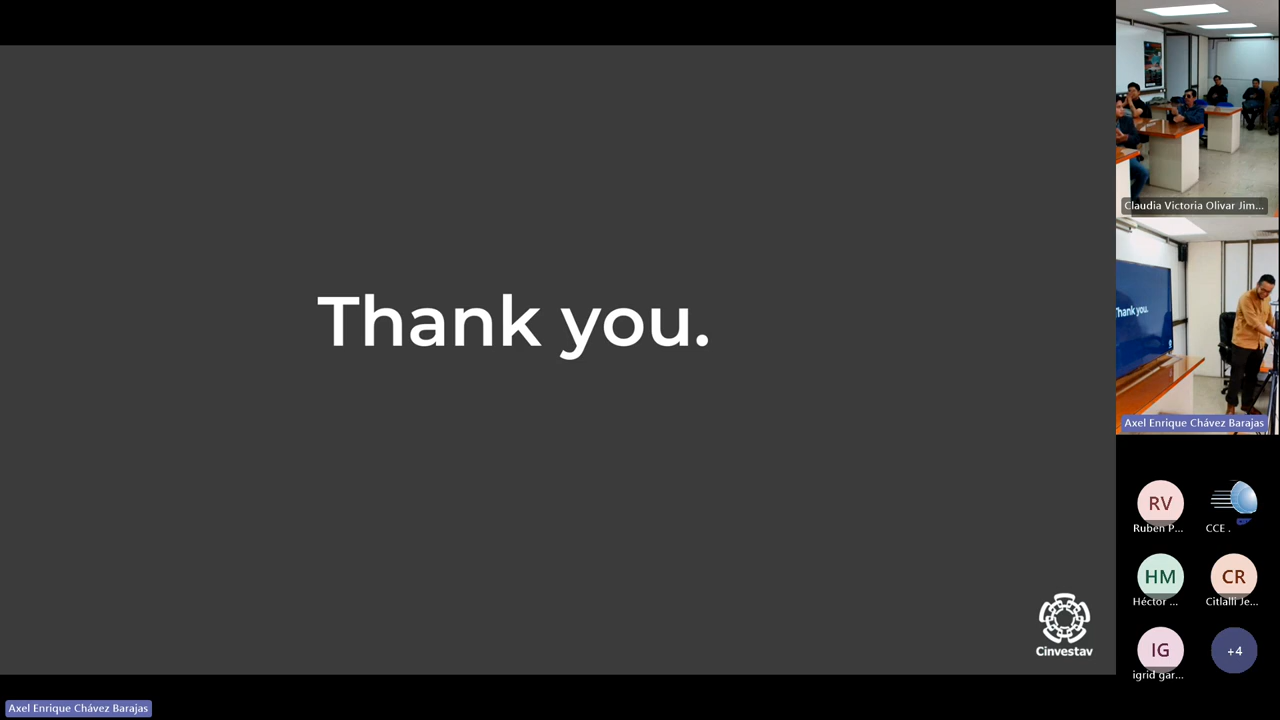 Thank you.
Cinvestav
Axel Enrique Chávez Barajas
Claudia Victoria Olivar Jim...
Thank you.
Axel Enrique Chávez Barajas
RV
Ruben P...
CCE .
HM
Héctor ...
CR
Citlalli Je...
IG
igrid gar...
+4